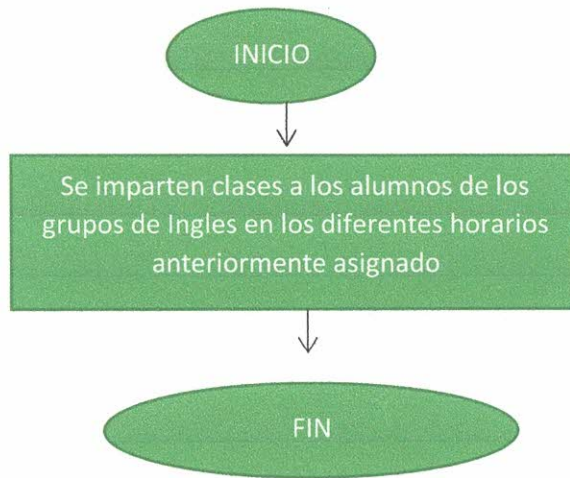 INICIO
Se imparten clases a los alumnos de los
grupos de Ingles en los diferentes horarios
anteriormente asignado
FIN